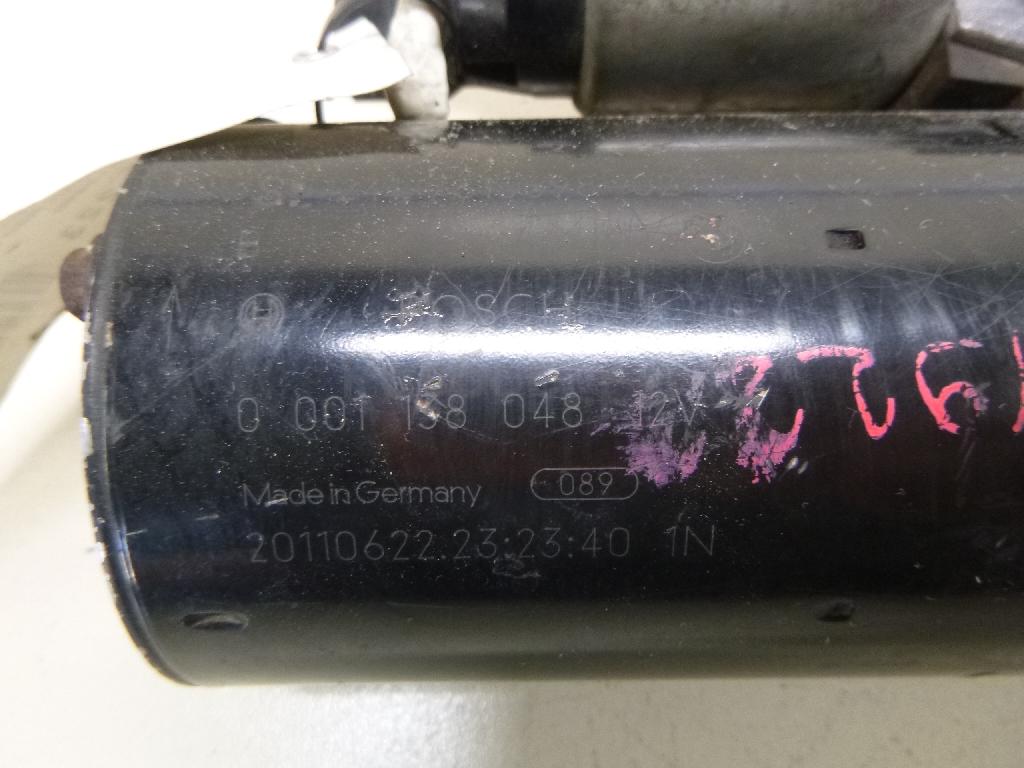 BOSCH
0 001 138 048 12V
Made in Germany
089
20110622.23:23:40 1N